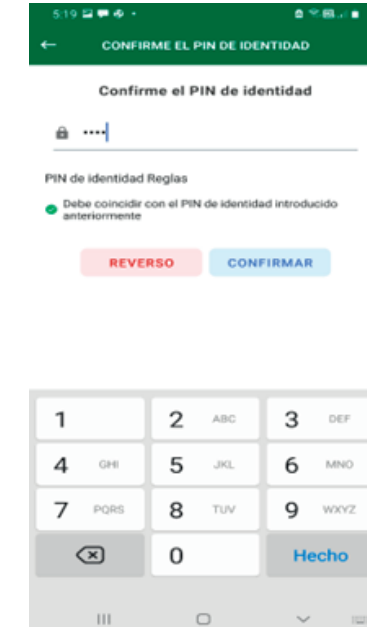 5:19
CONFIRME EL PIN DE IDENTIDAD
Confirme el PIN de identidad
••••
PIN de identidad Reglas
Debe coincidir con el PIN de identidad introducido
anteriormente
REVERSO CONFIRMAR
1 2 ABC 3 DEF
4 GHI 5 JKL 6 MNO
7 PQRS 8 TUV 9 WXYZ
0 Hecho